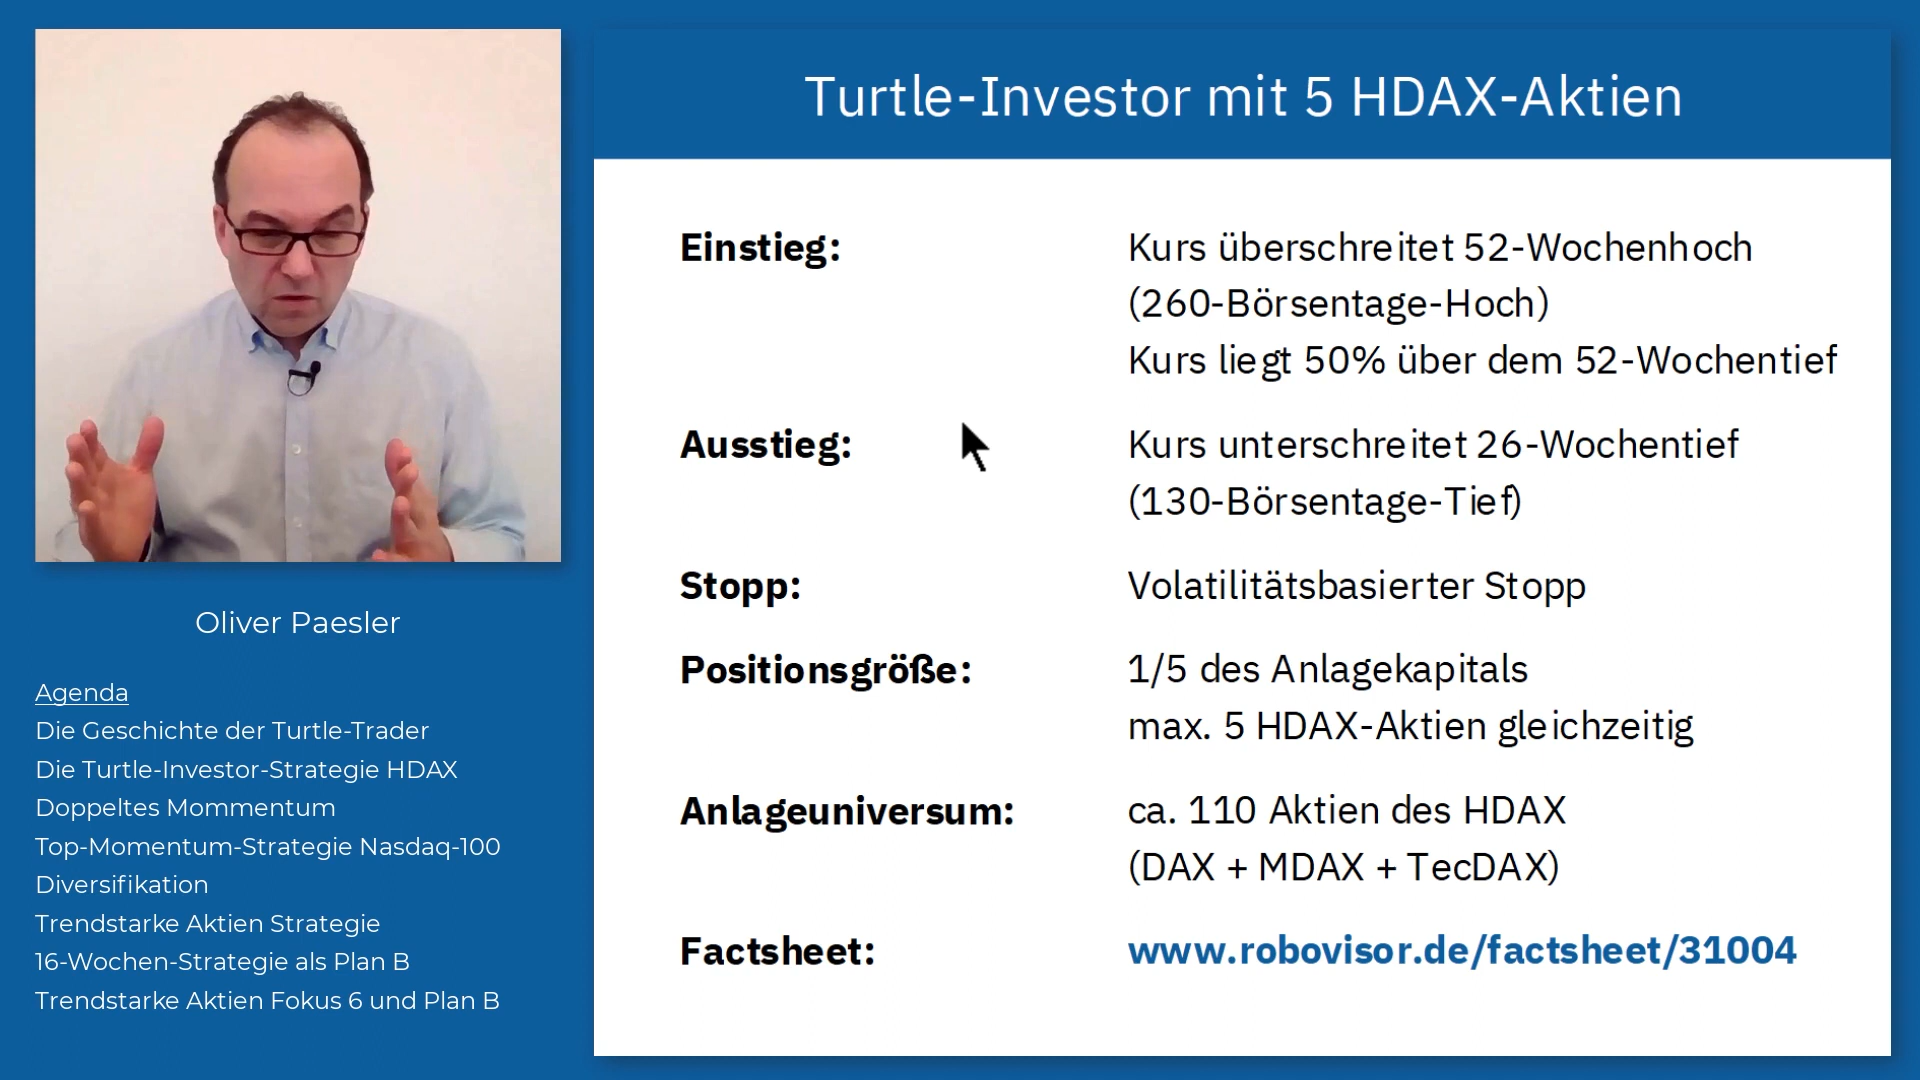 Turtle-Investor mit 5 HDAX-Aktien
Einstieg: Kurs überschreitet 52-Wochenhoch
(260-Börsentage-Hoch)
Kurs liegt 50% über dem 52-Wochentief
Ausstieg: Kurs unterschreitet 26-Wochentief
(130-Börsentage-Tief)
Stopp: Volatilitätsbasierter Stopp
Positionsgröße: 1/5 des Anlagekapitals
max. 5 HDAX-Aktien gleichzeitig
Anlageuniversum: ca. 110 Aktien des HDAX
(DAX + MDAX + TecDAX)
Factsheet: www.robovisor.de/factsheet/31004
Oliver Paesler
Agenda
Die Geschichte der Turtle-Trader
Die Turtle-Investor-Strategie HDAX
Doppeltes Mommentum
Top-Momentum-Strategie Nasdaq-100
Diversifikation
Trendstarke Aktien Strategie
16-Wochen-Strategie als Plan B
Trendstarke Aktien Fokus 6 und Plan B